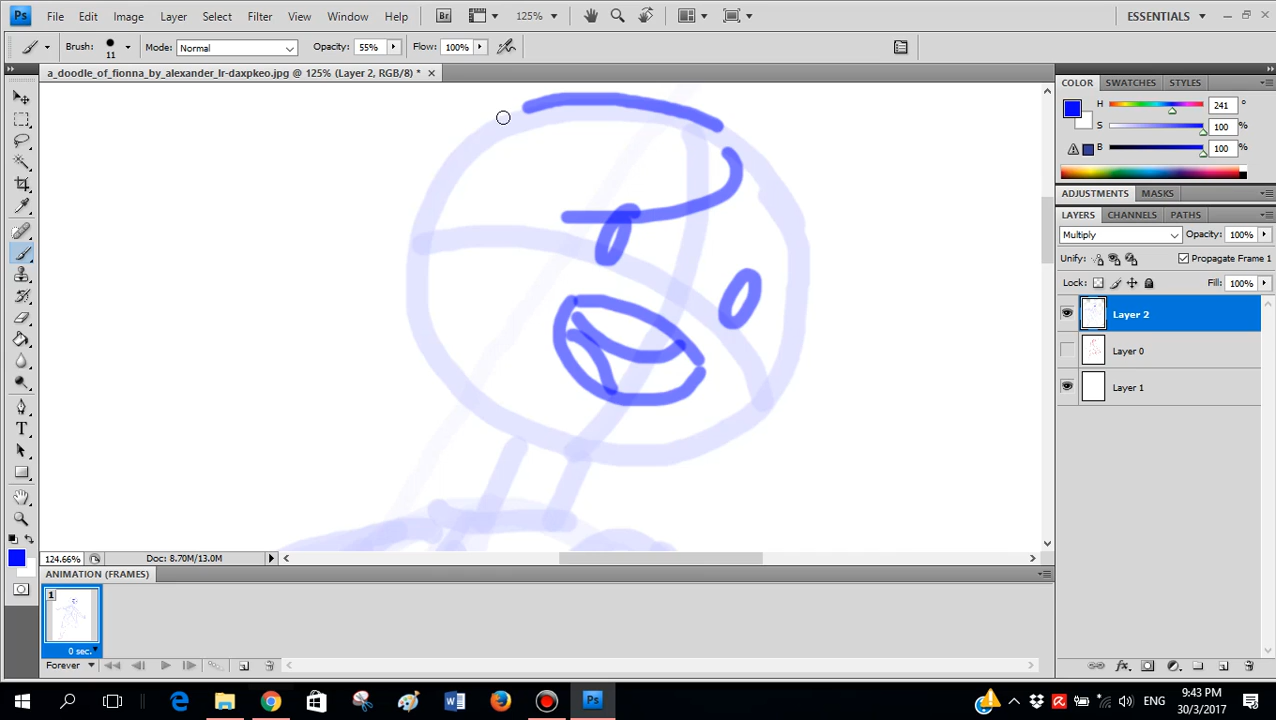 Ps File Edit Image Layer Select Filter View Window Help Br 125% ESSENTIALS
Brush: 11 Mode: Normal Opacity: 55% Flow: 100%
a_doodle_of_fionna_by_alexander_lr-daxpkeo.jpg @ 125% (Layer 2, RGB/8) *
COLOR SWATCHES STYLES
H 241 °
S 100 %
B 100 %
ADJUSTMENTS MASKS
LAYERS CHANNELS PATHS
Multiply Opacity: 100%
Unify: Propagate Frame 1
Lock: Fill: 100%
Layer 2
Layer 0
Layer 1
124.66% Doc: 8.70M/13.0M
ANIMATION (FRAMES)
1
0 sec.
Forever
ENG
9:43 PM
30/3/2017